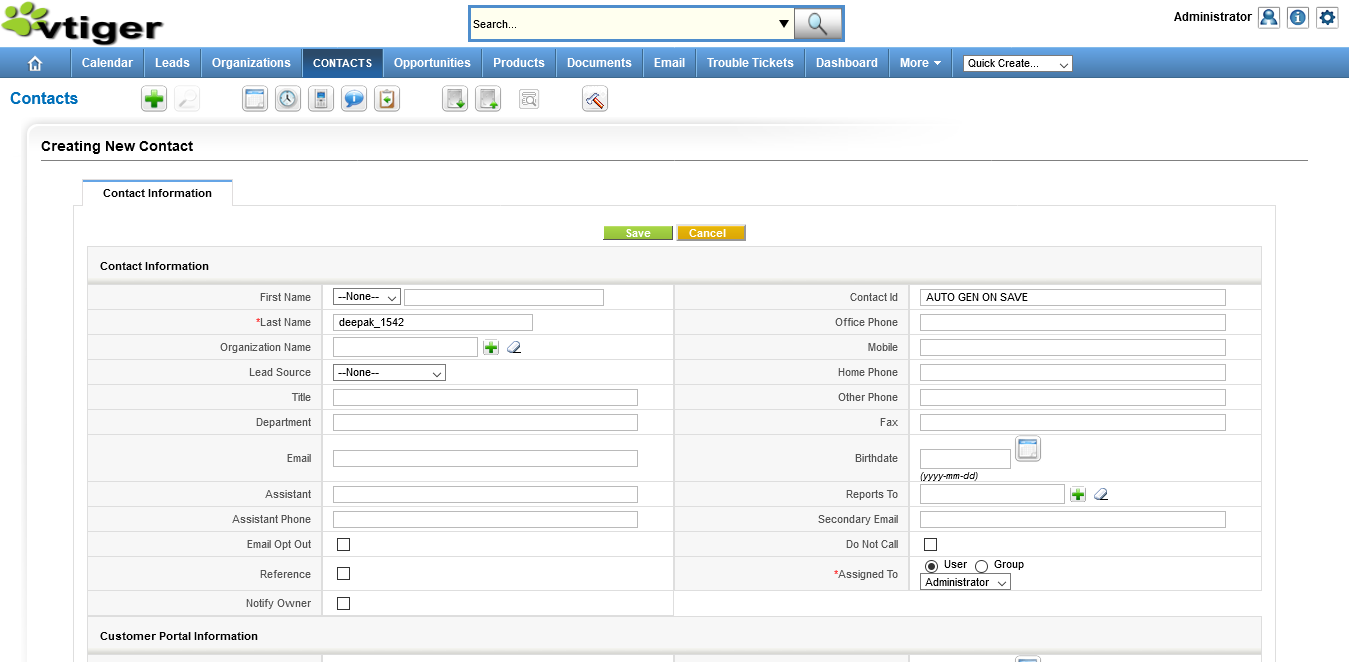 vtiger
Search...
Administrator
Calendar Leads Organizations CONTACTS Opportunities Products Documents Email Trouble Tickets Dashboard More Quick Create...
Contacts
Creating New Contact
Contact Information
Save Cancel
Contact Information
First Name --None-- Contact Id AUTO GEN ON SAVE
*Last Name deepak_1542 Office Phone
Organization Name Mobile
Lead Source --None-- Home Phone
Title Other Phone
Department Fax
Email Birthdate
(yyyy-mm-dd)
Assistant Reports To
Assistant Phone Secondary Email
Email Opt Out Do Not Call
Reference *Assigned To User Group
Administrator
Notify Owner
Customer Portal Information